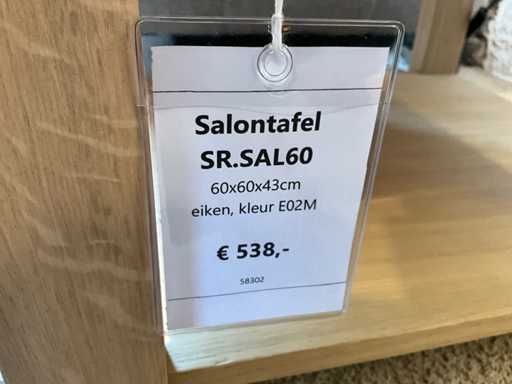 Salontafel
SR.SAL60
60x60x43cm
eiken, kleur E02M
€ 538,-
58302